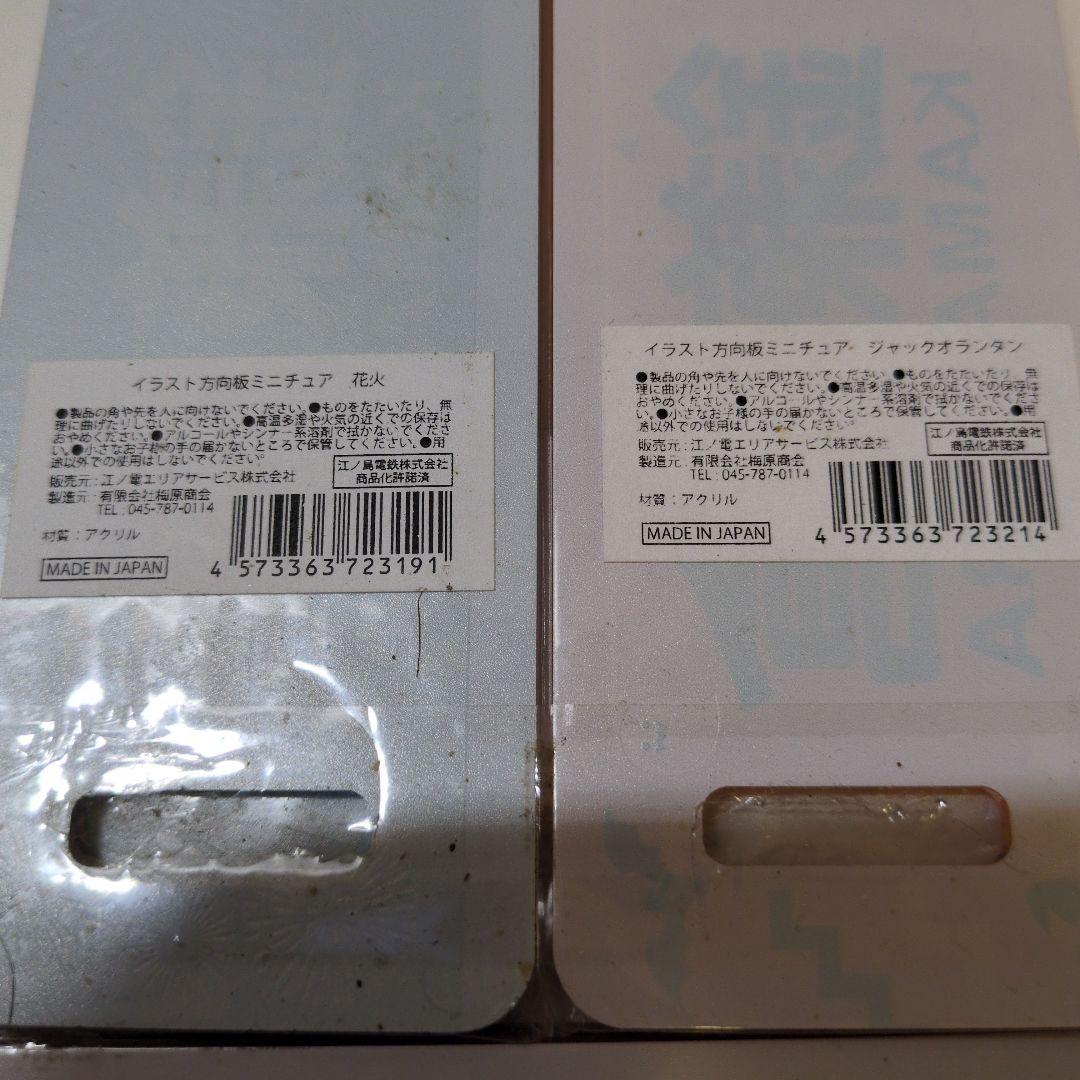 イラスト方向板ミニチュア　花火
●製品の角や先を人に向けないでください。●ものをたたいたり、無
理に曲げたりしないでください。●高温多湿や火気の近くでの保存は
おやめください。●アルコールやシンナー系溶剤で拭かないでくださ
い。●小さなお子様の手の届かないところで保管してください。●用
途以外での使用はしないでください。
販売元：江ノ電エリアサービス株式会社
製造元：有限会社梅原商会
TEL：045-787-0114
江ノ島電鉄株式会社
商品化許諾済
材質：アクリル
MADE IN JAPAN
4 573363 723191
イラスト方向板ミニチュア　ジャックオランタン
●製品の角や先を人に向けないでください。●ものをたたいたり、無
理に曲げたりしないでください。●高温多湿や火気の近くでの保存は
おやめください。●アルコールやシンナー系溶剤で拭かないでくださ
い。●小さなお子様の手の届かないところで保管してください。●用
途以外での使用はしないでください。
販売元：江ノ電エリアサービス株式会社
製造元：有限会社梅原商会
TEL：045-787-0114
江ノ島電鉄株式会社
商品化許諾済
材質：アクリル
MADE IN JAPAN
4 573363 723214